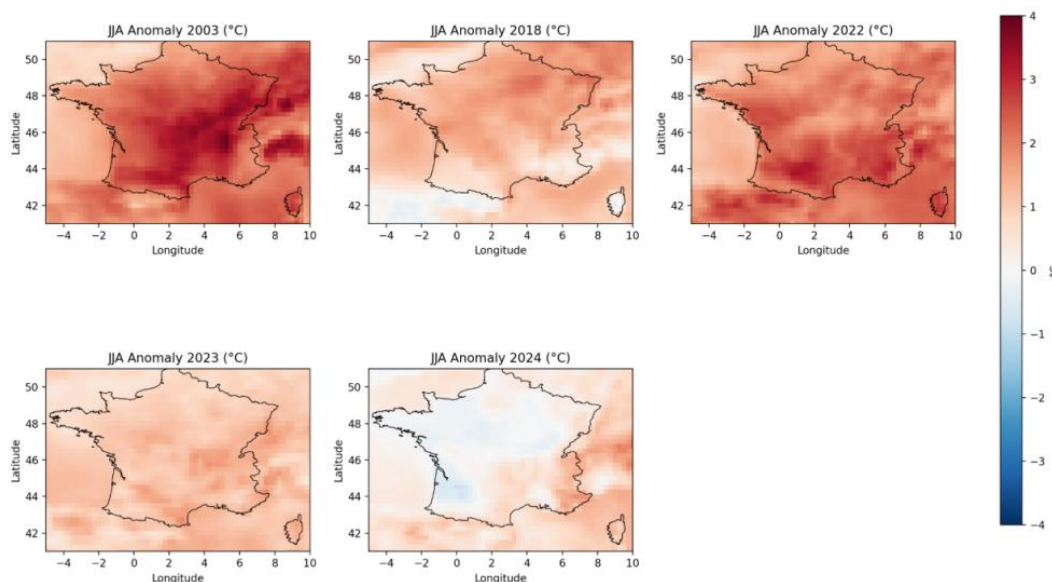 JJA Anomaly 2003 (°C) JJA Anomaly 2018 (°C) JJA Anomaly 2022 (°C)
4
50 50 50
3
48 48 48
2
Latitude Latitude Latitude
46 46 46
44 44 44
1
42 42 42
−4 −2 0 2 4 6 8 10 −4 −2 0 2 4 6 8 10 −4 −2 0 2 4 6 8 10
Longitude Longitude Longitude
0
°C
JJA Anomaly 2023 (°C) JJA Anomaly 2024 (°C)
−1
50 50
48 48
−2
Latitude Latitude
46 46
44 44
−3
42 42
−4
−4 −2 0 2 4 6 8 10 −4 −2 0 2 4 6 8 10
Longitude Longitude